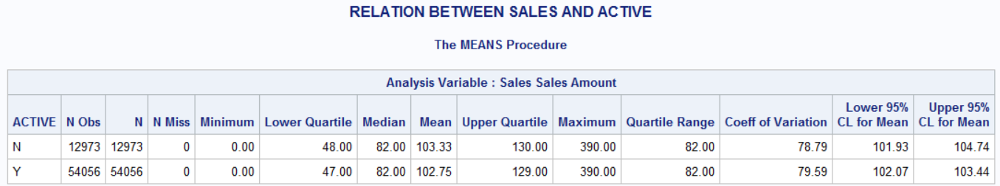 RELATION BETWEEN SALES AND ACTIVE
The MEANS Procedure
Analysis Variable : Sales Sales Amount
ACTIVE N Obs N N Miss Minimum Lower Quartile Median Mean Upper Quartile Maximum Quartile Range Coeff of Variation Lower 95% CL for Mean Upper 95% CL for Mean
N 12973 12973 0 0.00 48.00 82.00 103.33 130.00 390.00 82.00 78.79 101.93 104.74
Y 54056 54056 0 0.00 47.00 82.00 102.75 129.00 390.00 82.00 79.59 102.07 103.44